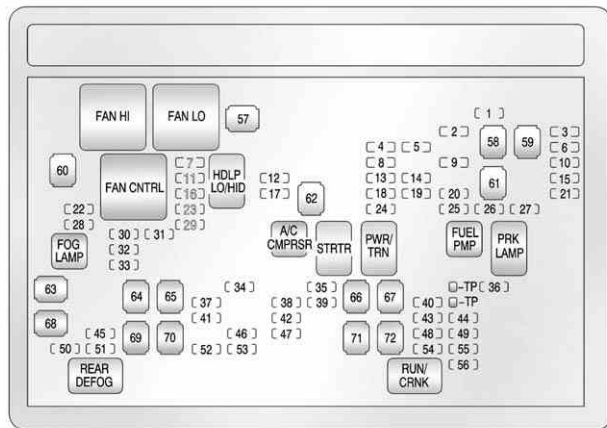 [ 1 ]
FAN HI
FAN LO
57
[ 2 ]
58
59
[ 3 ]
[ 4 ] [ 5 ]
[ 6 ]
60
FAN CNTRL
[ 7 ]
HDLP
LO/HID
[ 8 ]
[ 9 ]
[ 10 ]
[ 11 ]
[ 12 ]
[ 13 ] [ 14 ]
61
[ 15 ]
[ 16 ]
[ 17 ]
62
[ 18 ] [ 19 ]
[ 20 ]
[ 21 ]
[ 22 ]
[ 23 ]
[ 24 ]
[ 25 ] [ 26 ] [ 27 ]
[ 28 ]
[ 29 ]
FOG
LAMP
[ 30 ] [ 31 ]
[ 32 ]
[ 33 ]
A/C
CMPRSR
STRTR
PWR/
TRN
FUEL
PMP
PRK
LAMP
63
64
65
[ 34 ]
[ 35 ]
66
67
-TP [ 36 ]
[ 37 ]
[ 38 ] [ 39 ]
[ 40 ]
-TP
68
[ 41 ]
[ 42 ]
[ 43 ] [ 44 ]
[ 45 ]
69
70
[ 46 ]
[ 47 ]
71
72
[ 48 ] [ 49 ]
[ 50 ] [ 51 ]
[ 52 ] [ 53 ]
[ 54 ] [ 55 ]
[ 56 ]
REAR
DEFOG
RUN/
CRNK